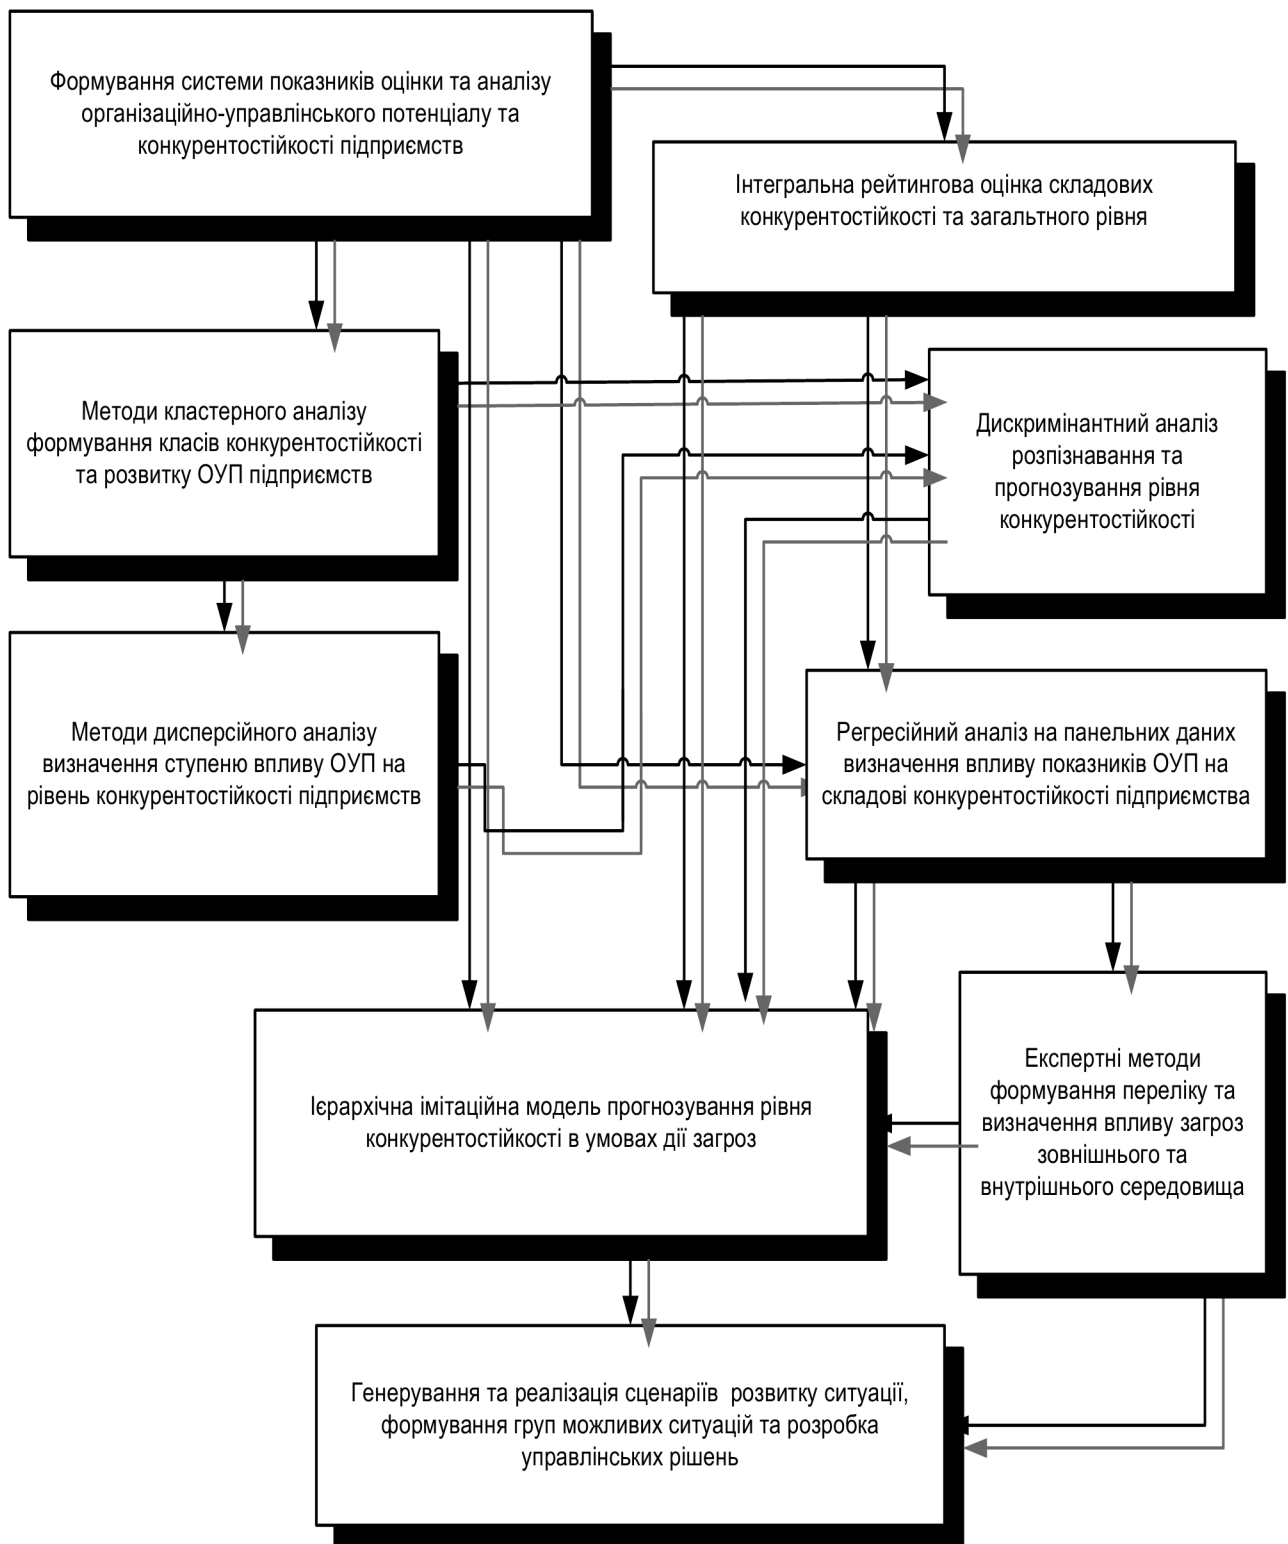 Формування системи показників оцінки та аналізу
організаційно-управлінського потенціалу та
конкурентостійкості підприємств
Інтегральна рейтингова оцінка складових
конкурентостійкості та загальтного рівня
Методи кластерного аналізу
формування класів конкурентостійкості
та розвитку ОУП підприємств
Дискримінантний аналіз
розпізнавання та
прогнозування рівня
конкурентостійкості
Методи дисперсійного аналізу
визначення ступеню впливу ОУП на
рівень конкурентостійкості підприємств
Регресійний аналіз на панельних даних
визначення впливу показників ОУП на
складові конкурентостійкості підприємства
Експертні методи
формування переліку та
визначення впливу загроз
зовнішнього та
внутрішнього середовища
Ієрархічна імітаційна модель прогнозування рівня
конкурентостійкості в умовах дії загроз
Генерування та реалізація сценаріїв розвитку ситуації,
формування груп можливих ситуацій та розробка
управлінських рішень